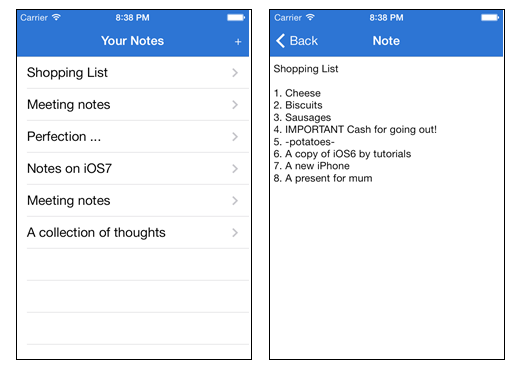 Carrier 8:38 PM
Your Notes +
Shopping List
Meeting notes
Perfection ...
Notes on iOS7
Meeting notes
A collection of thoughts
Carrier 8:38 PM
Back Note
Shopping List
1. Cheese
2. Biscuits
3. Sausages
4. IMPORTANT Cash for going out!
5. -potatoes-
6. A copy of iOS6 by tutorials
7. A new iPhone
8. A present for mum